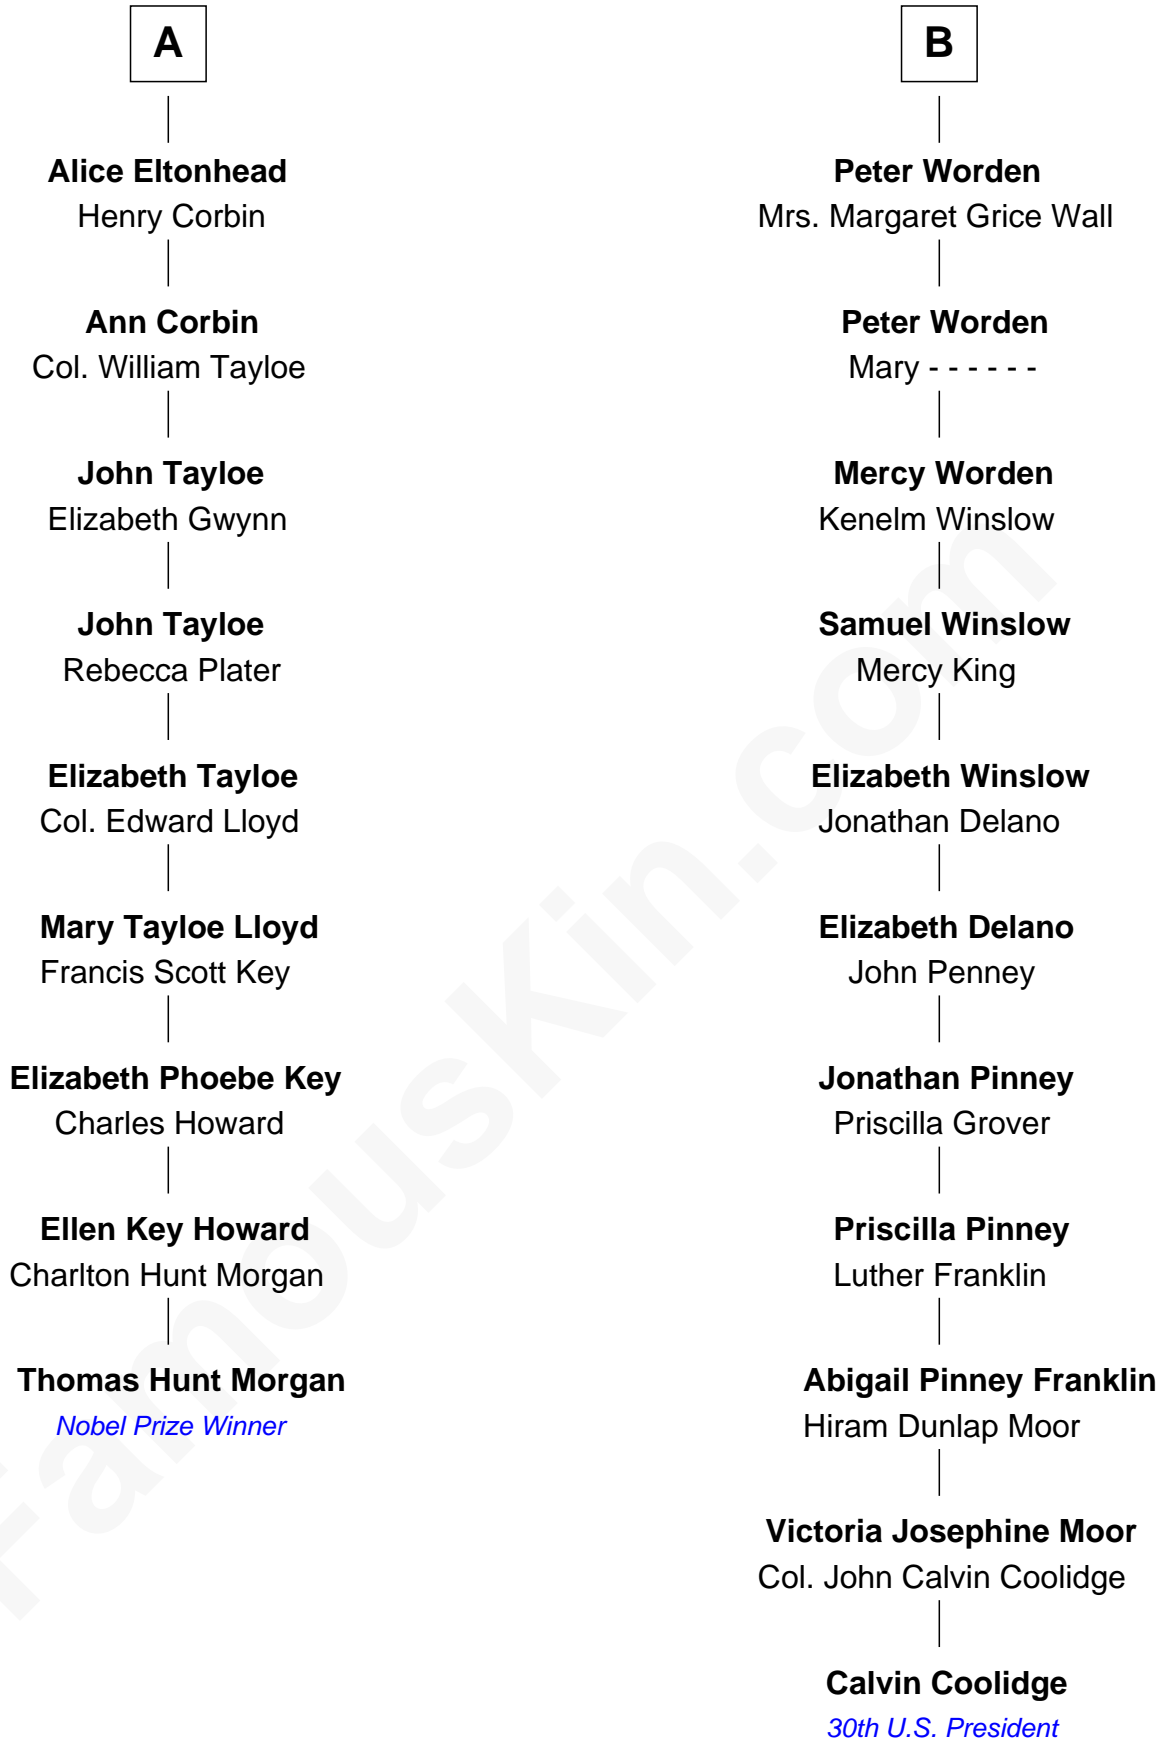 A
Alice Eltonhead
Henry Corbin
Ann Corbin
Col. William Tayloe
John Tayloe
Elizabeth Gwynn
John Tayloe
Rebecca Plater
Elizabeth Tayloe
Col. Edward Lloyd
Mary Tayloe Lloyd
Francis Scott Key
Elizabeth Phoebe Key
Charles Howard
Ellen Key Howard
Charlton Hunt Morgan
Thomas Hunt Morgan
Nobel Prize Winner
B
Peter Worden
Mrs. Margaret Grice Wall
Peter Worden
Mary - - - - - -
Mercy Worden
Kenelm Winslow
Samuel Winslow
Mercy King
Elizabeth Winslow
Jonathan Delano
Elizabeth Delano
John Penney
Jonathan Pinney
Priscilla Grover
Priscilla Pinney
Luther Franklin
Abigail Pinney Franklin
Hiram Dunlap Moor
Victoria Josephine Moor
Col. John Calvin Coolidge
Calvin Coolidge
30th U.S. President
FamousKin.com